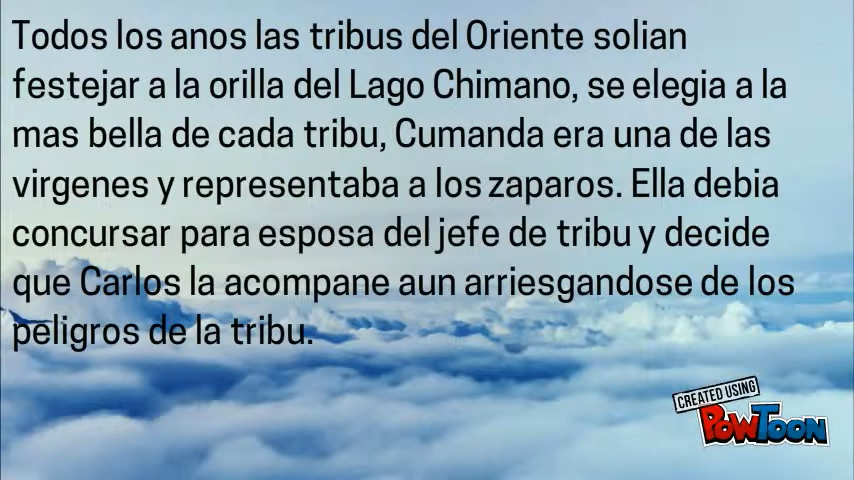 Todos los anos las tribus del Oriente solian
festejar a la orilla del Lago Chimano, se elegia a la
mas bella de cada tribu, Cumanda era una de las
virgenes y representaba a los zaparos. Ella debia
concursar para esposa del jefe de tribu y decide
que Carlos la acompane aun arriesgandose de los
peligros de la tribu.
CREATED USING
POWTOON